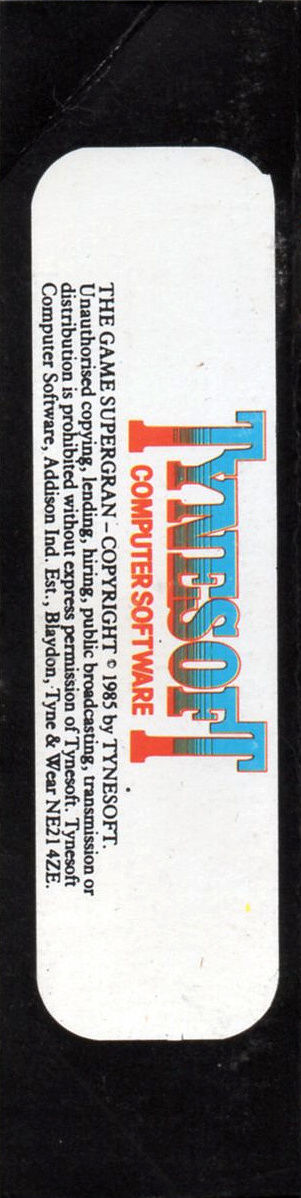 TYNESOFT
COMPUTER SOFTWARE
THE GAME SUPERGRAN – COPYRIGHT © 1985 by TYNESOFT.
Unauthorised copying, lending, hiring, public broadcasting, transmission or
distribution is prohibited without express permission of Tynesoft. Tynesoft
Computer Software, Addison Ind. Est., Blaydon, Tyne & Wear NE21 4ZE.